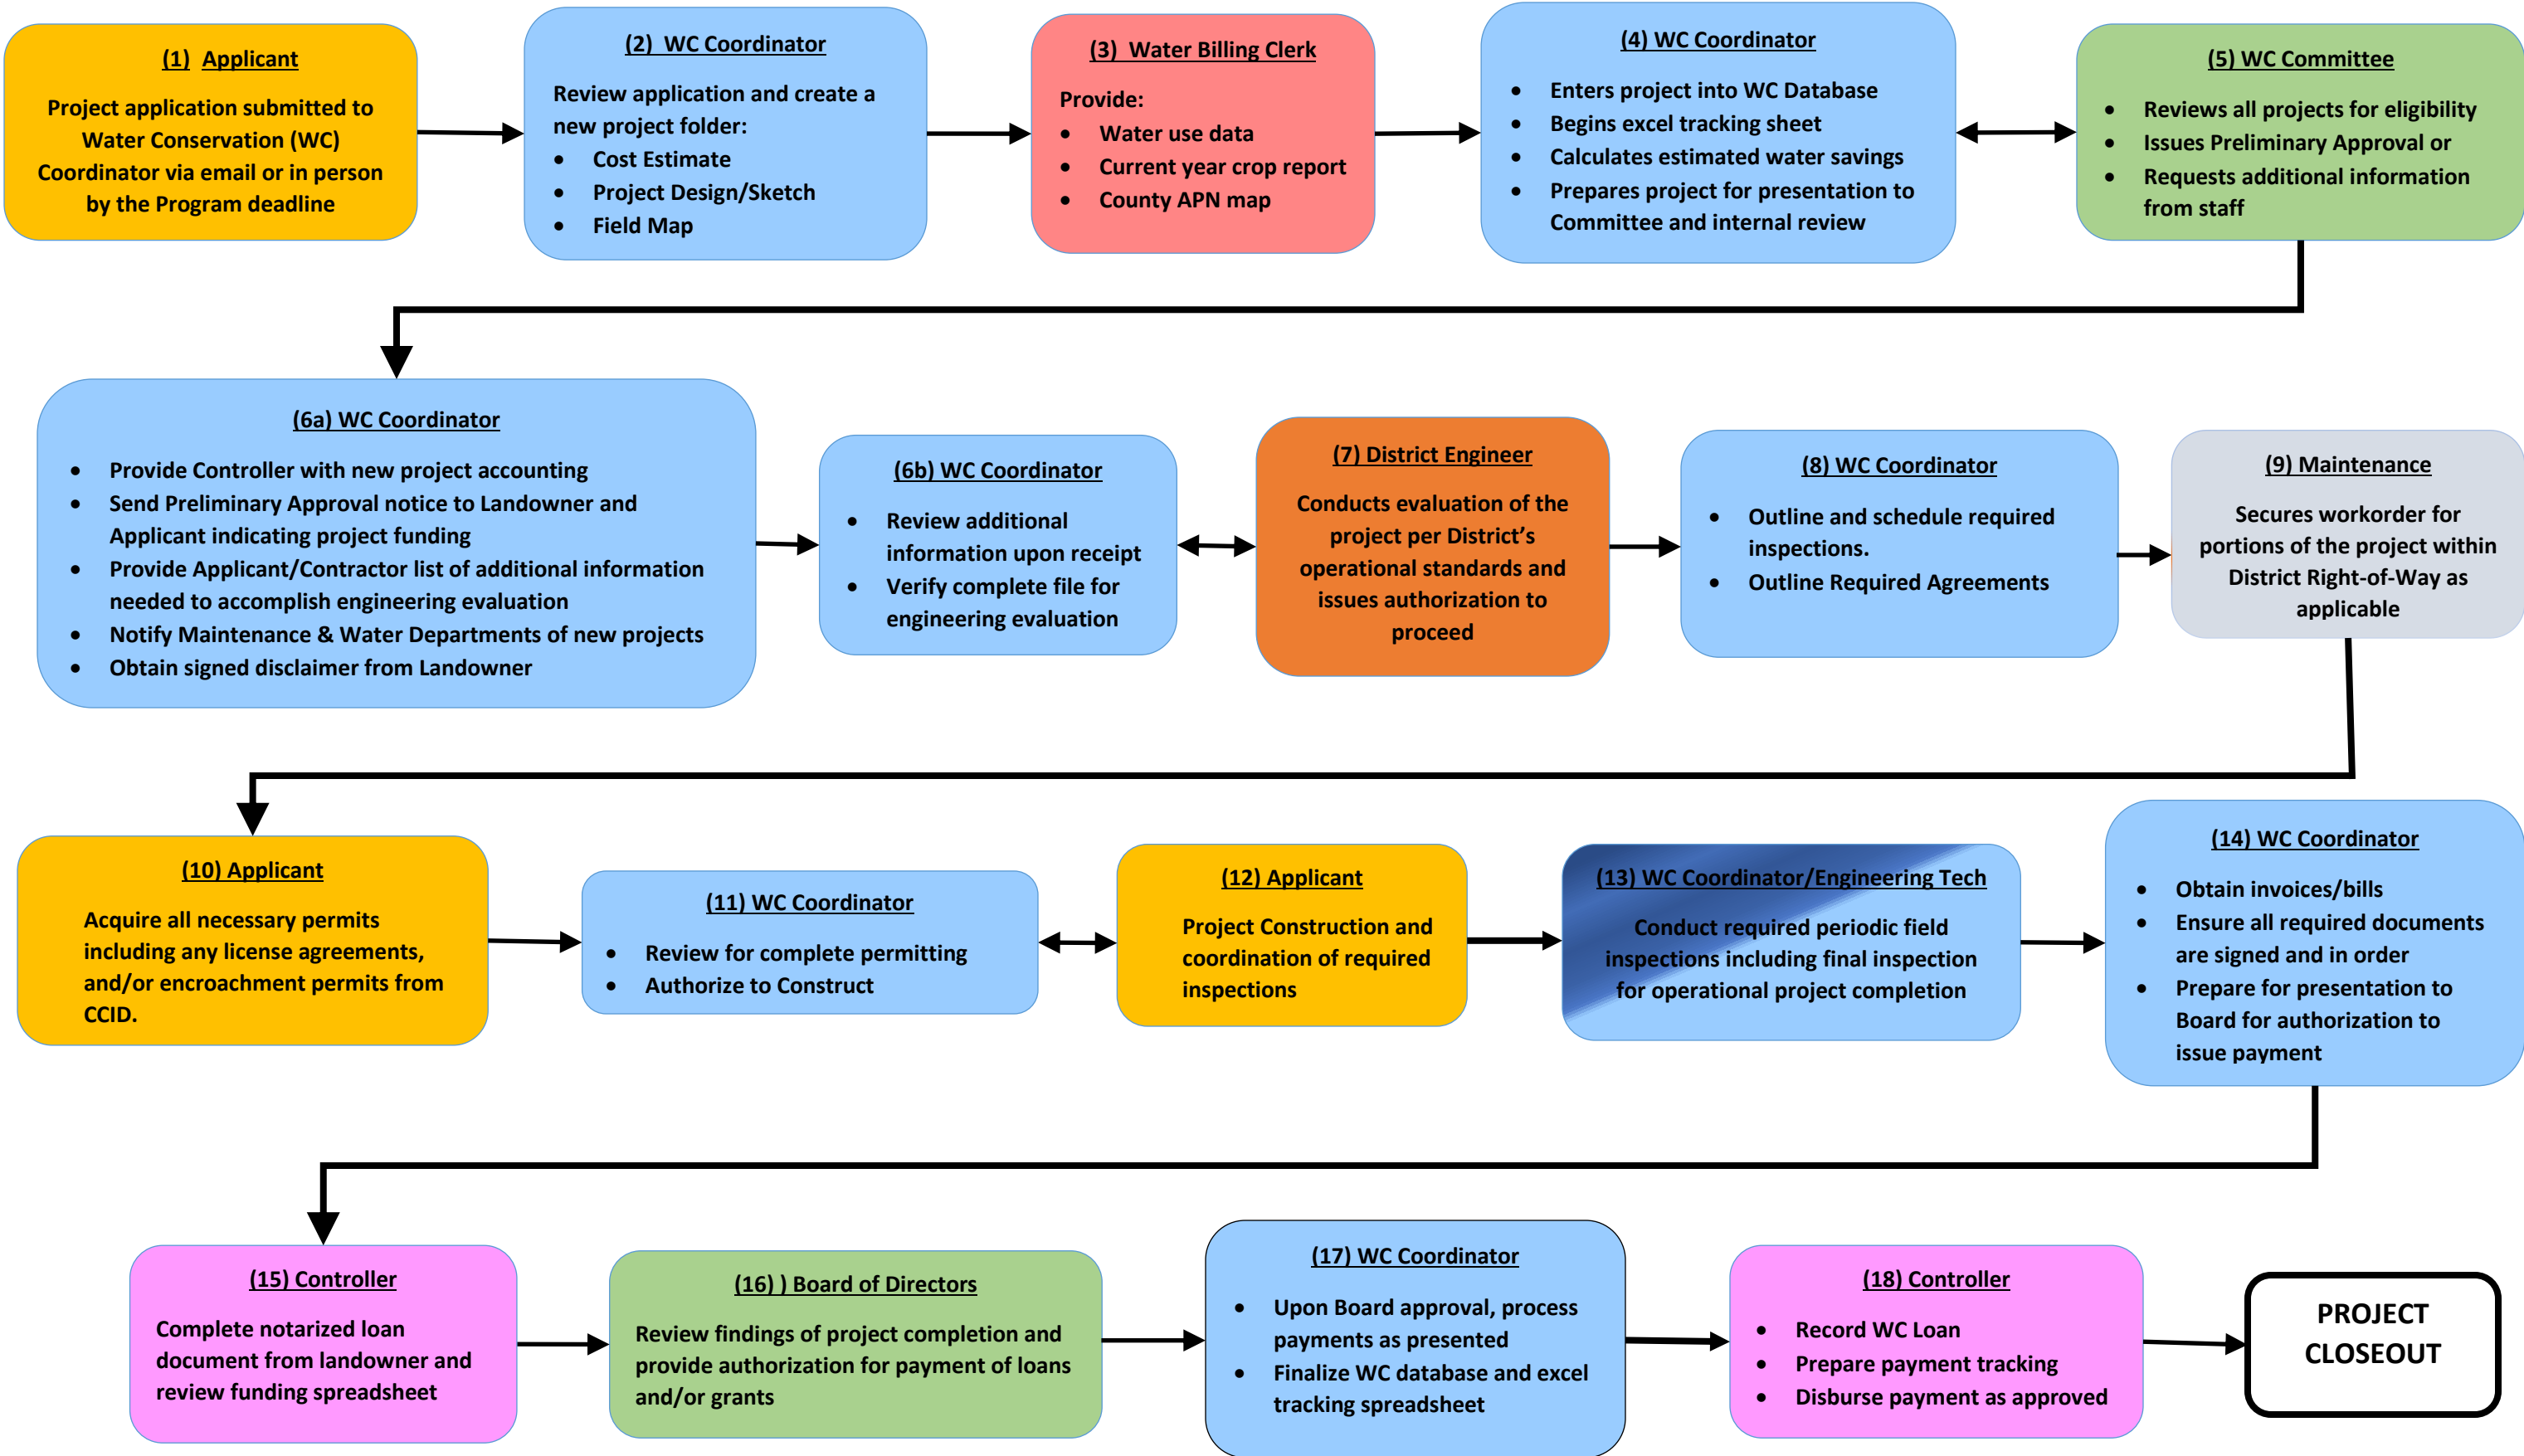 (1) Applicant
Project application submitted to
Water Conservation (WC)
Coordinator via email or in person
by the Program deadline
(2) WC Coordinator
Review application and create a
new project folder:
• Cost Estimate
• Project Design/Sketch
• Field Map
(3) Water Billing Clerk
Provide:
• Water use data
• Current year crop report
• County APN map
(4) WC Coordinator
• Enters project into WC Database
• Begins excel tracking sheet
• Calculates estimated water savings
• Prepares project for presentation to
Committee and internal review
(5) WC Committee
• Reviews all projects for eligibility
• Issues Preliminary Approval or
• Requests additional information
from staff
(6a) WC Coordinator
• Provide Controller with new project accounting
• Send Preliminary Approval notice to Landowner and
Applicant indicating project funding
• Provide Applicant/Contractor list of additional information
needed to accomplish engineering evaluation
• Notify Maintenance & Water Departments of new projects
• Obtain signed disclaimer from Landowner
(6b) WC Coordinator
• Review additional
information upon receipt
• Verify complete file for
engineering evaluation
(7) District Engineer
Conducts evaluation of the
project per District’s
operational standards and
issues authorization to
proceed
(8) WC Coordinator
• Outline and schedule required
inspections.
• Outline Required Agreements
(9) Maintenance
Secures workorder for
portions of the project within
District Right-of-Way as
applicable
(10) Applicant
Acquire all necessary permits
including any license agreements,
and/or encroachment permits from
CCID.
(11) WC Coordinator
• Review for complete permitting
• Authorize to Construct
(12) Applicant
Project Construction and
coordination of required
inspections
(13) WC Coordinator/Engineering Tech
Conduct required periodic field
inspections including final inspection
for operational project completion
(14) WC Coordinator
• Obtain invoices/bills
• Ensure all required documents
are signed and in order
• Prepare for presentation to
Board for authorization to
issue payment
(15) Controller
Complete notarized loan
document from landowner and
review funding spreadsheet
(16) ) Board of Directors
Review findings of project completion and
provide authorization for payment of loans
and/or grants
(17) WC Coordinator
• Upon Board approval, process
payments as presented
• Finalize WC database and excel
tracking spreadsheet
(18) Controller
• Record WC Loan
• Prepare payment tracking
• Disburse payment as approved
PROJECT
CLOSEOUT